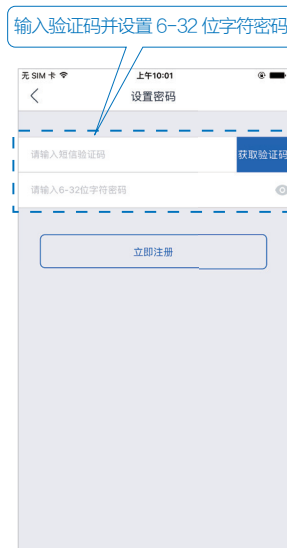 输入验证码并设置 6-32 位字符密码
无 SIM 卡 上午10:01
设置密码
请输入短信验证码 获取验证码
请输入6-32位字符密码
立即注册